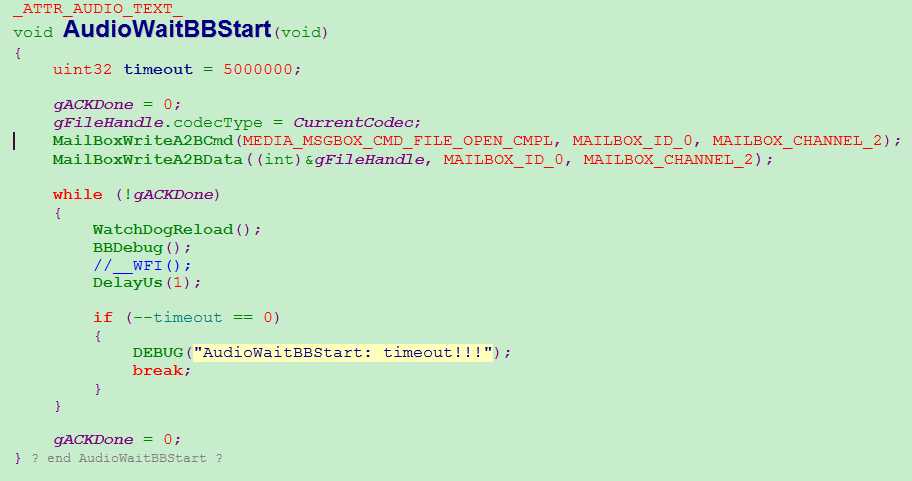 _ATTR_AUDIO_TEXT_
void AudioWaitBBStart(void)
{
    uint32 timeout = 5000000;

    gACKDone = 0;
    gFileHandle.codecType = CurrentCodec;
    MailBoxWriteA2BCmd(MEDIA_MSGBOX_CMD_FILE_OPEN_CMPL, MAILBOX_ID_0, MAILBOX_CHANNEL_2);
    MailBoxWriteA2BData((int)&gFileHandle, MAILBOX_ID_0, MAILBOX_CHANNEL_2);

    while (!gACKDone)
    {
        WatchDogReload();
        BBDebug();
        //__WFI();
        DelayUs(1);

        if (--timeout == 0)
        {
            DEBUG("AudioWaitBBStart: timeout!!!");
            break;
        }
    }

    gACKDone = 0;
} ? end AudioWaitBBStart ?